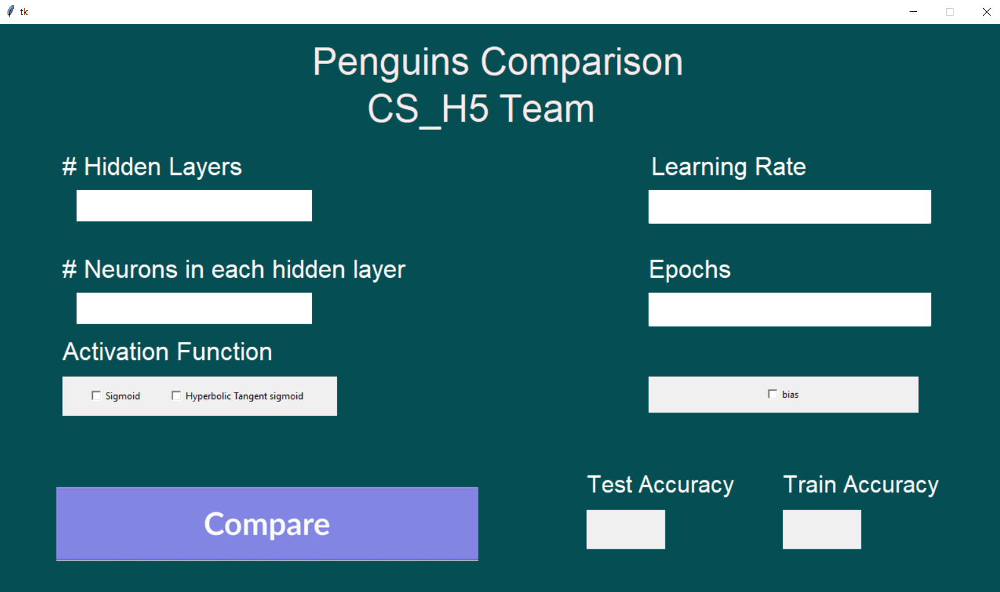 tk
Penguins Comparison
CS_H5 Team
# Hidden Layers
Learning Rate
# Neurons in each hidden layer
Epochs
Activation Function
Sigmoid
Hyperbolic Tangent sigmoid
bias
Compare
Test Accuracy
Train Accuracy